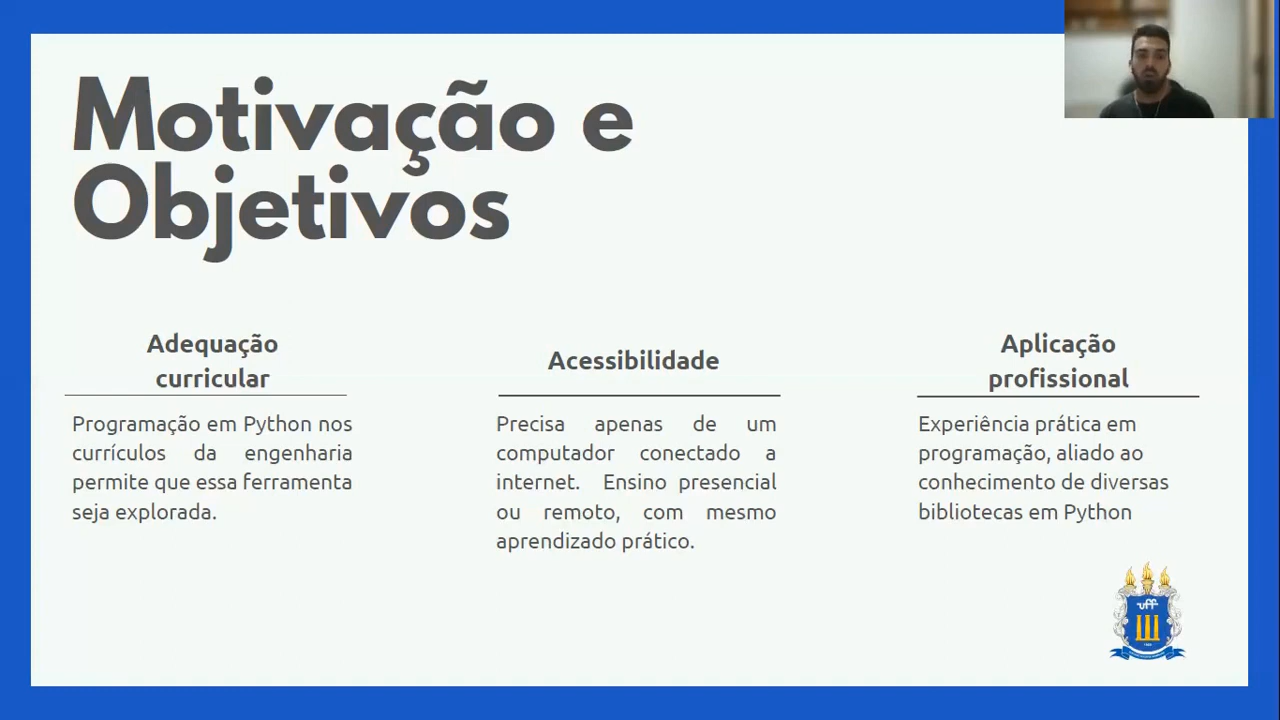 Motivação e
Objetivos
Adequação
curricular
Programação em Python nos
currículos da engenharia
permite que essa ferramenta
seja explorada.
Acessibilidade
Precisa apenas de um
computador conectado a
internet. Ensino presencial
ou remoto, com mesmo
aprendizado prático.
Aplicação
profissional
Experiência prática em
programação, aliado ao
conhecimento de diversas
bibliotecas em Python
uff